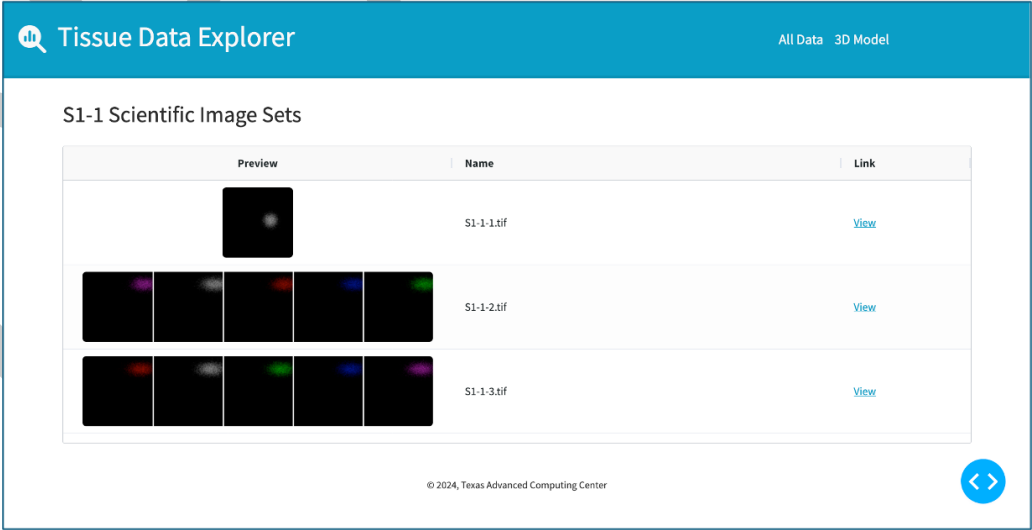 Tissue Data Explorer
All Data 3D Model
S1-1 Scientific Image Sets
Preview Name Link
S1-1-1.tif View
S1-1-2.tif View
S1-1-3.tif View
© 2024, Texas Advanced Computing Center